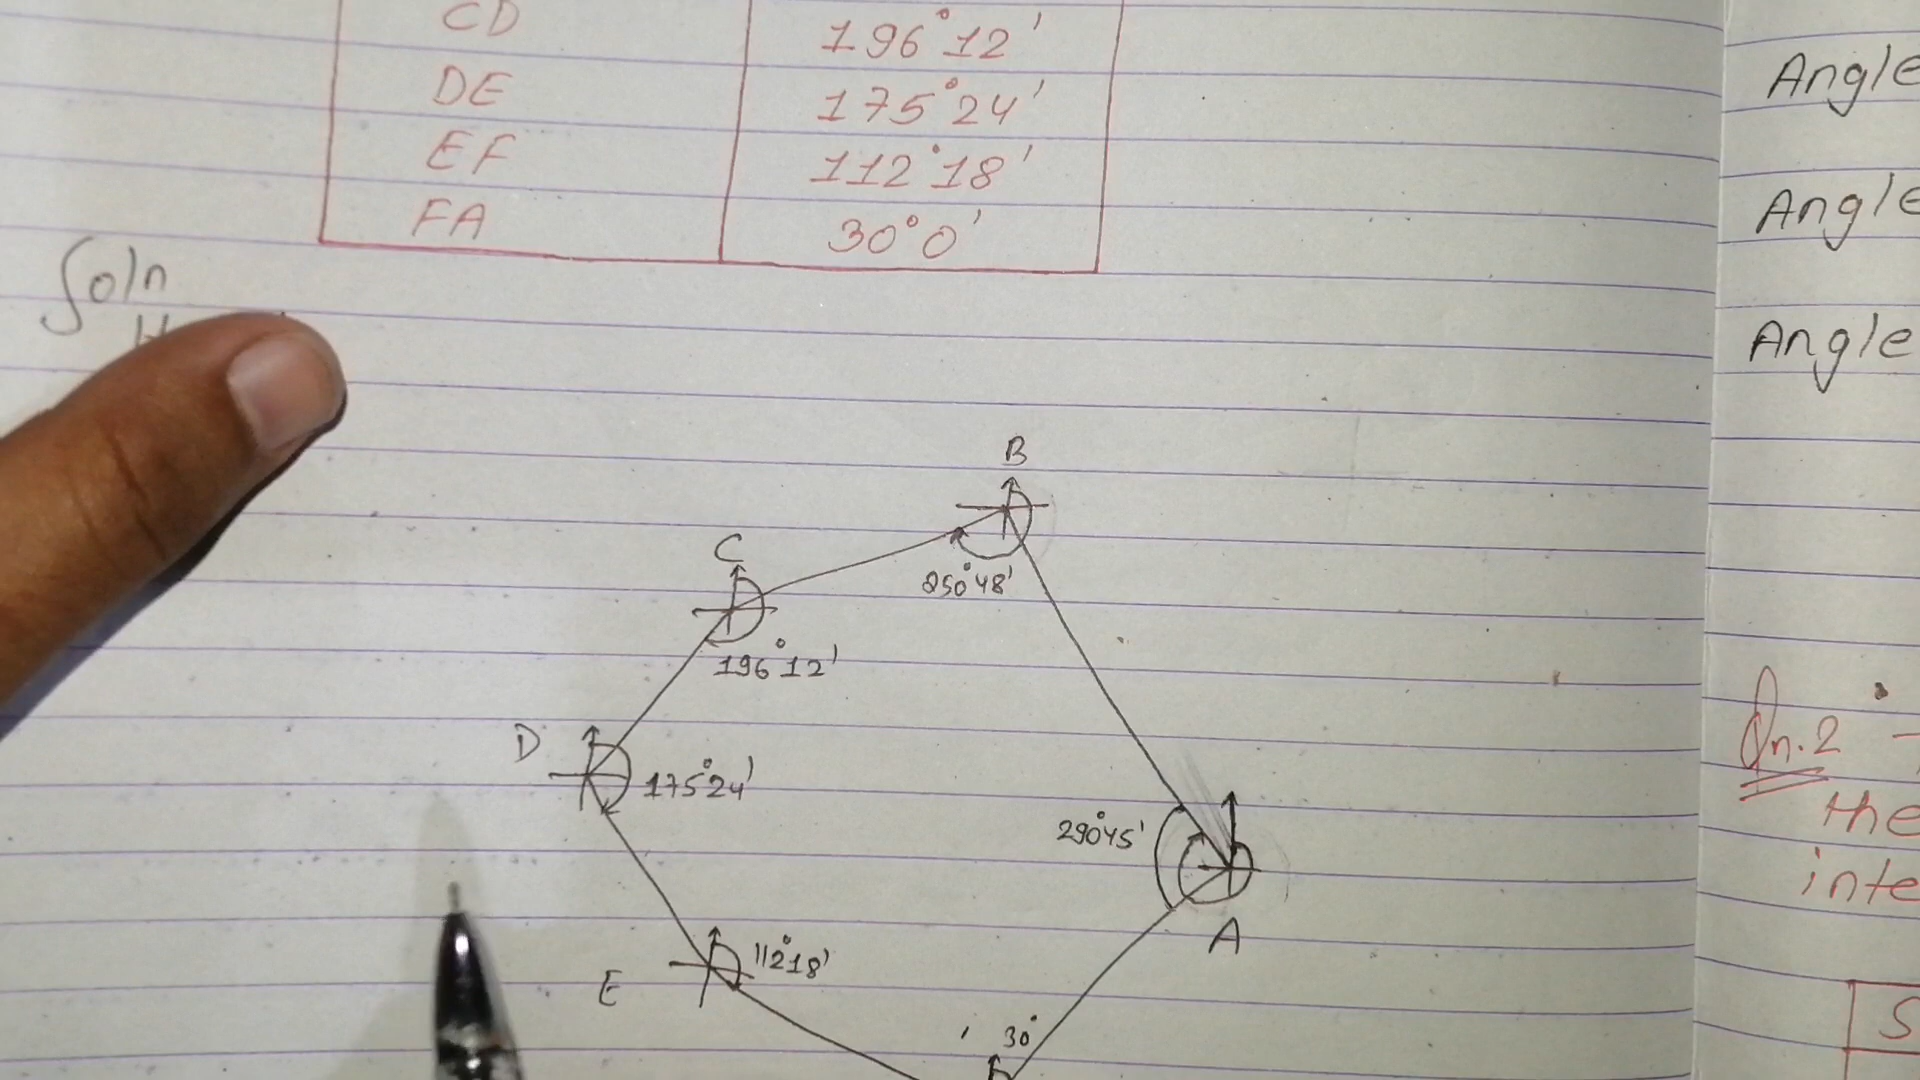 CD 196°12'
DE 175°24'
EF 112°18'
FA 30°0'
Soln
Angle
Angle
Angle
B
C
250°48'
196°12'
D
175°24'
290°45'
A
E
112°18'
30°
Qn.2
the
inte
S